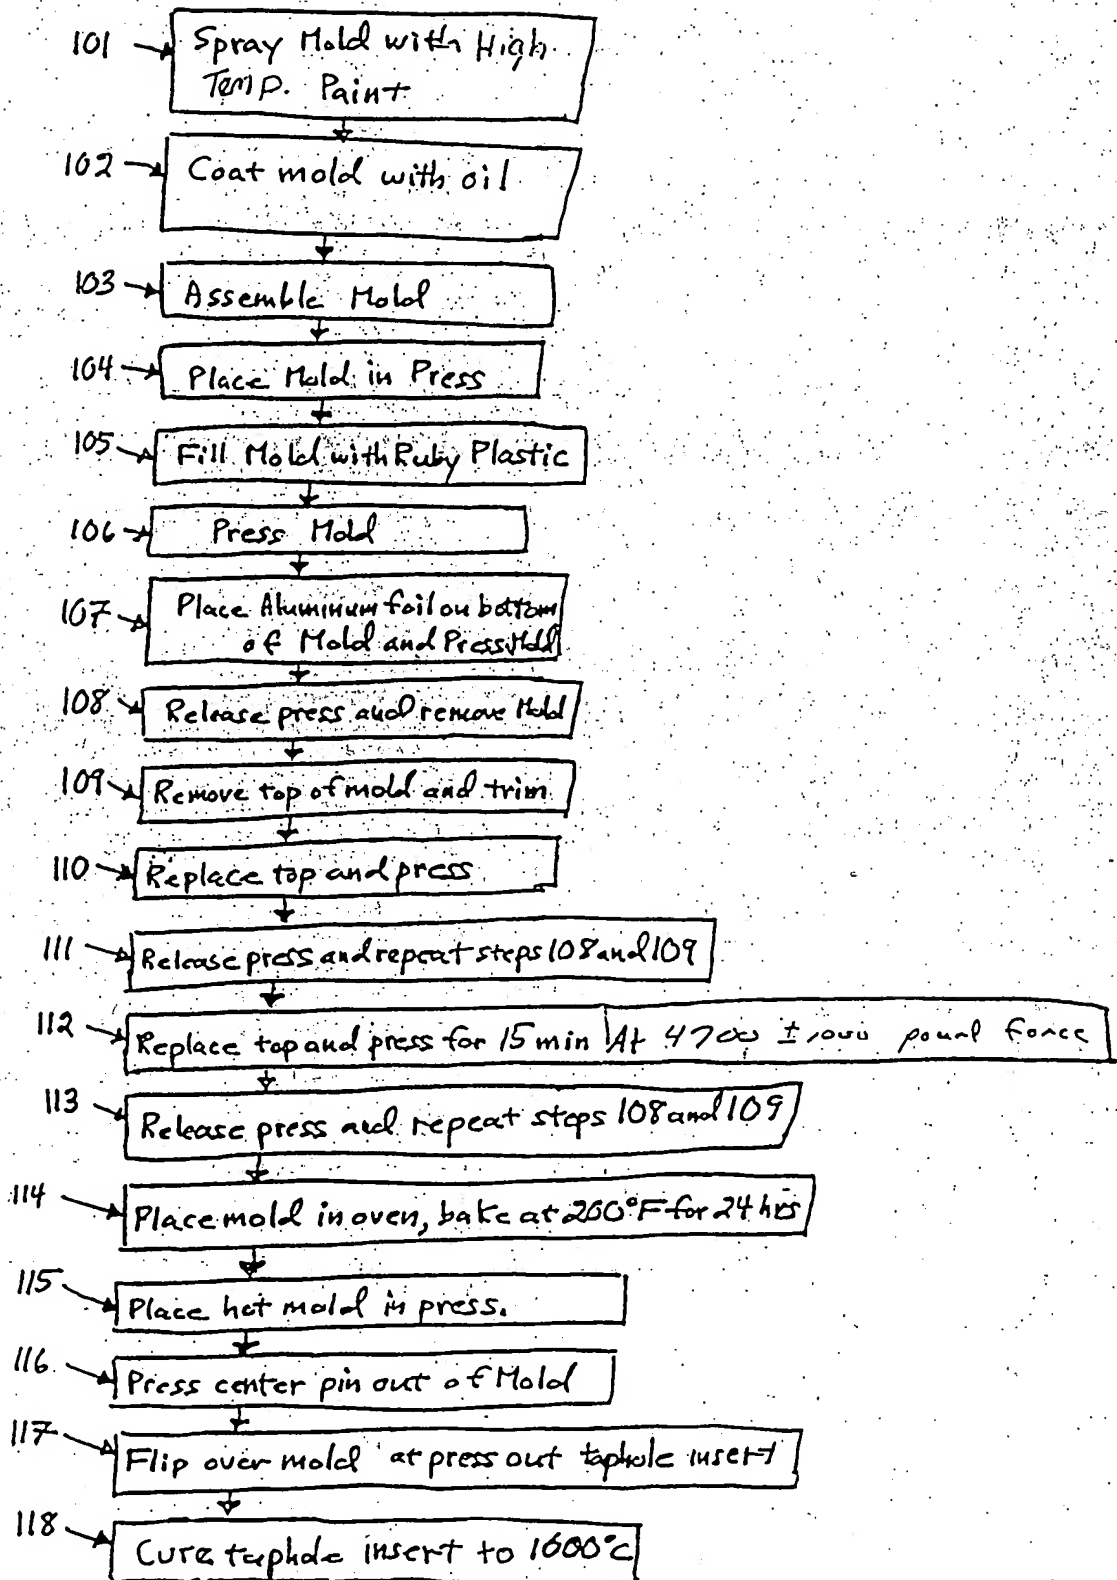 101
Spray Mold with High
Temp. Paint
102
Coat mold with oil
103
Assemble Mold
104
Place Mold in Press
105
Fill Mold with Ruby Plastic
106
Press Mold
107
Place Aluminum foil on bottom
of Mold and Press Mold
108
Release press and remove Mold
109
Remove top of mold and trim
110
Replace top and press
111
Release press and repeat steps 108 and 109
112
Replace top and press for 15 min At 4700 ± 1000 pound force
113
Release press and repeat steps 108 and 109
114
Place mold in oven, bake at 200°F for 24 hrs
115
Place hot mold in press.
116
Press center pin out of Mold
117
Flip over mold at press out taphole insert
118
Cure taphole insert to 1600°C